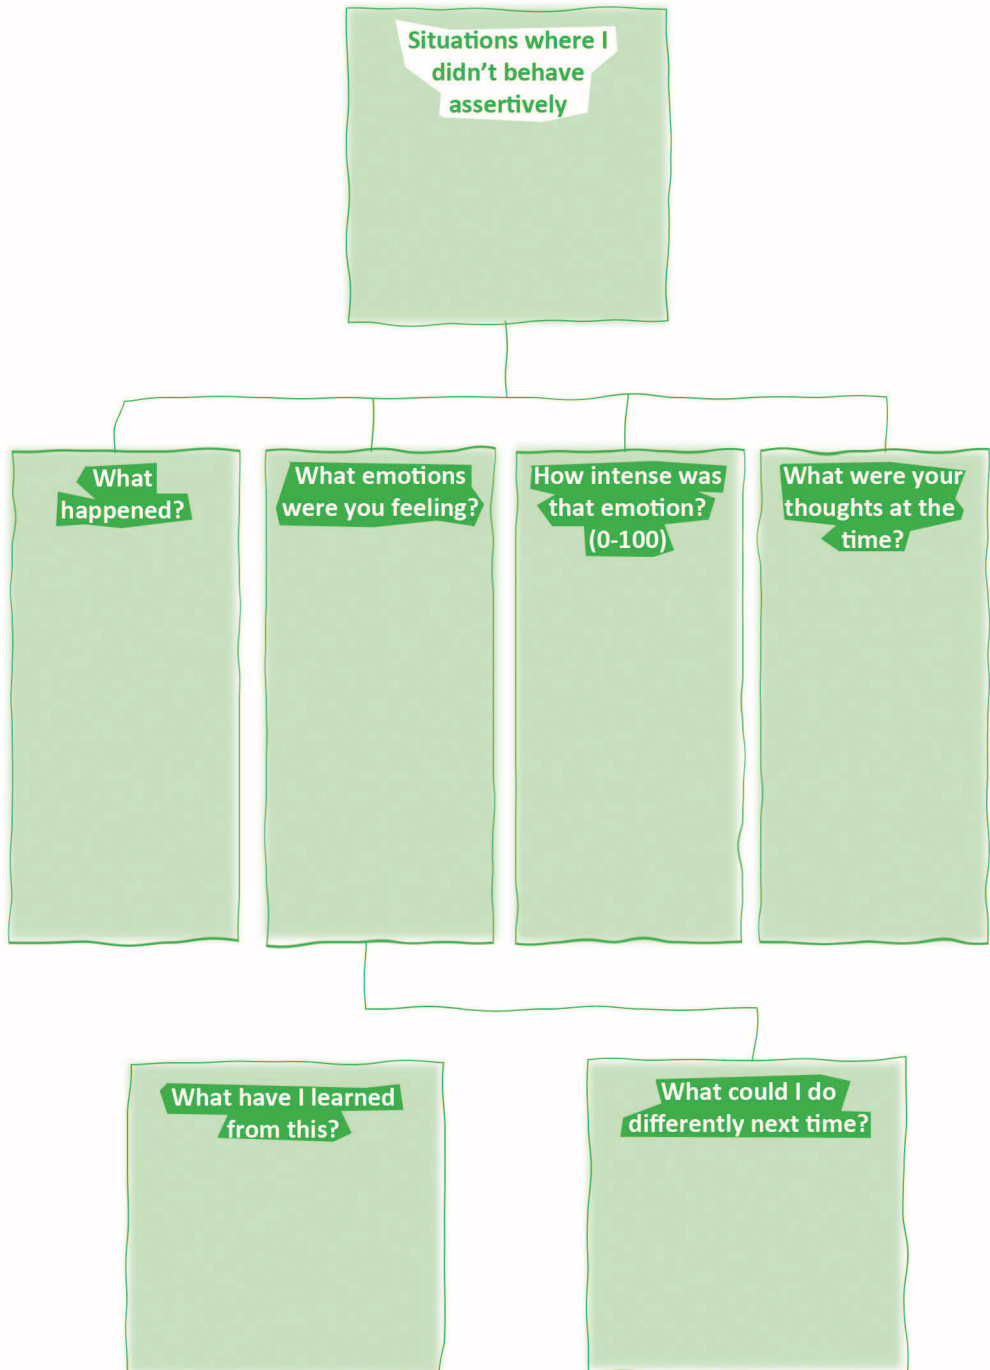 Situations where I
didn't behave
assertively
What
happened?
What emotions
were you feeling?
How intense was
that emotion?
(0-100)
What were your
thoughts at the
time?
What have I learned
from this?
What could I do
differently next time?